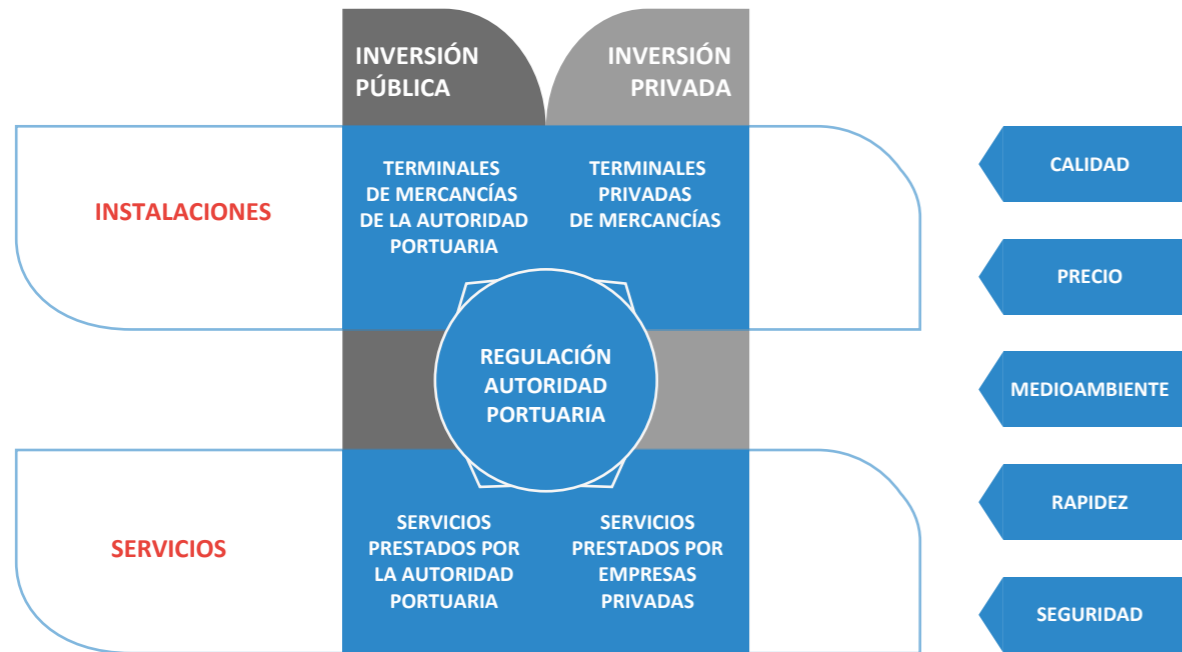 INVERSIÓN
PÚBLICA
INVERSIÓN
PRIVADA
INSTALACIONES
TERMINALES
DE MERCANCÍAS
DE LA AUTORIDAD
PORTUARIA
TERMINALES
PRIVADAS
DE MERCANCÍAS
REGULACIÓN
AUTORIDAD
PORTUARIA
SERVICIOS
SERVICIOS
PRESTADOS POR
LA AUTORIDAD
PORTUARIA
SERVICIOS
PRESTADOS POR
EMPRESAS
PRIVADAS
CALIDAD
PRECIO
MEDIOAMBIENTE
RAPIDEZ
SEGURIDAD